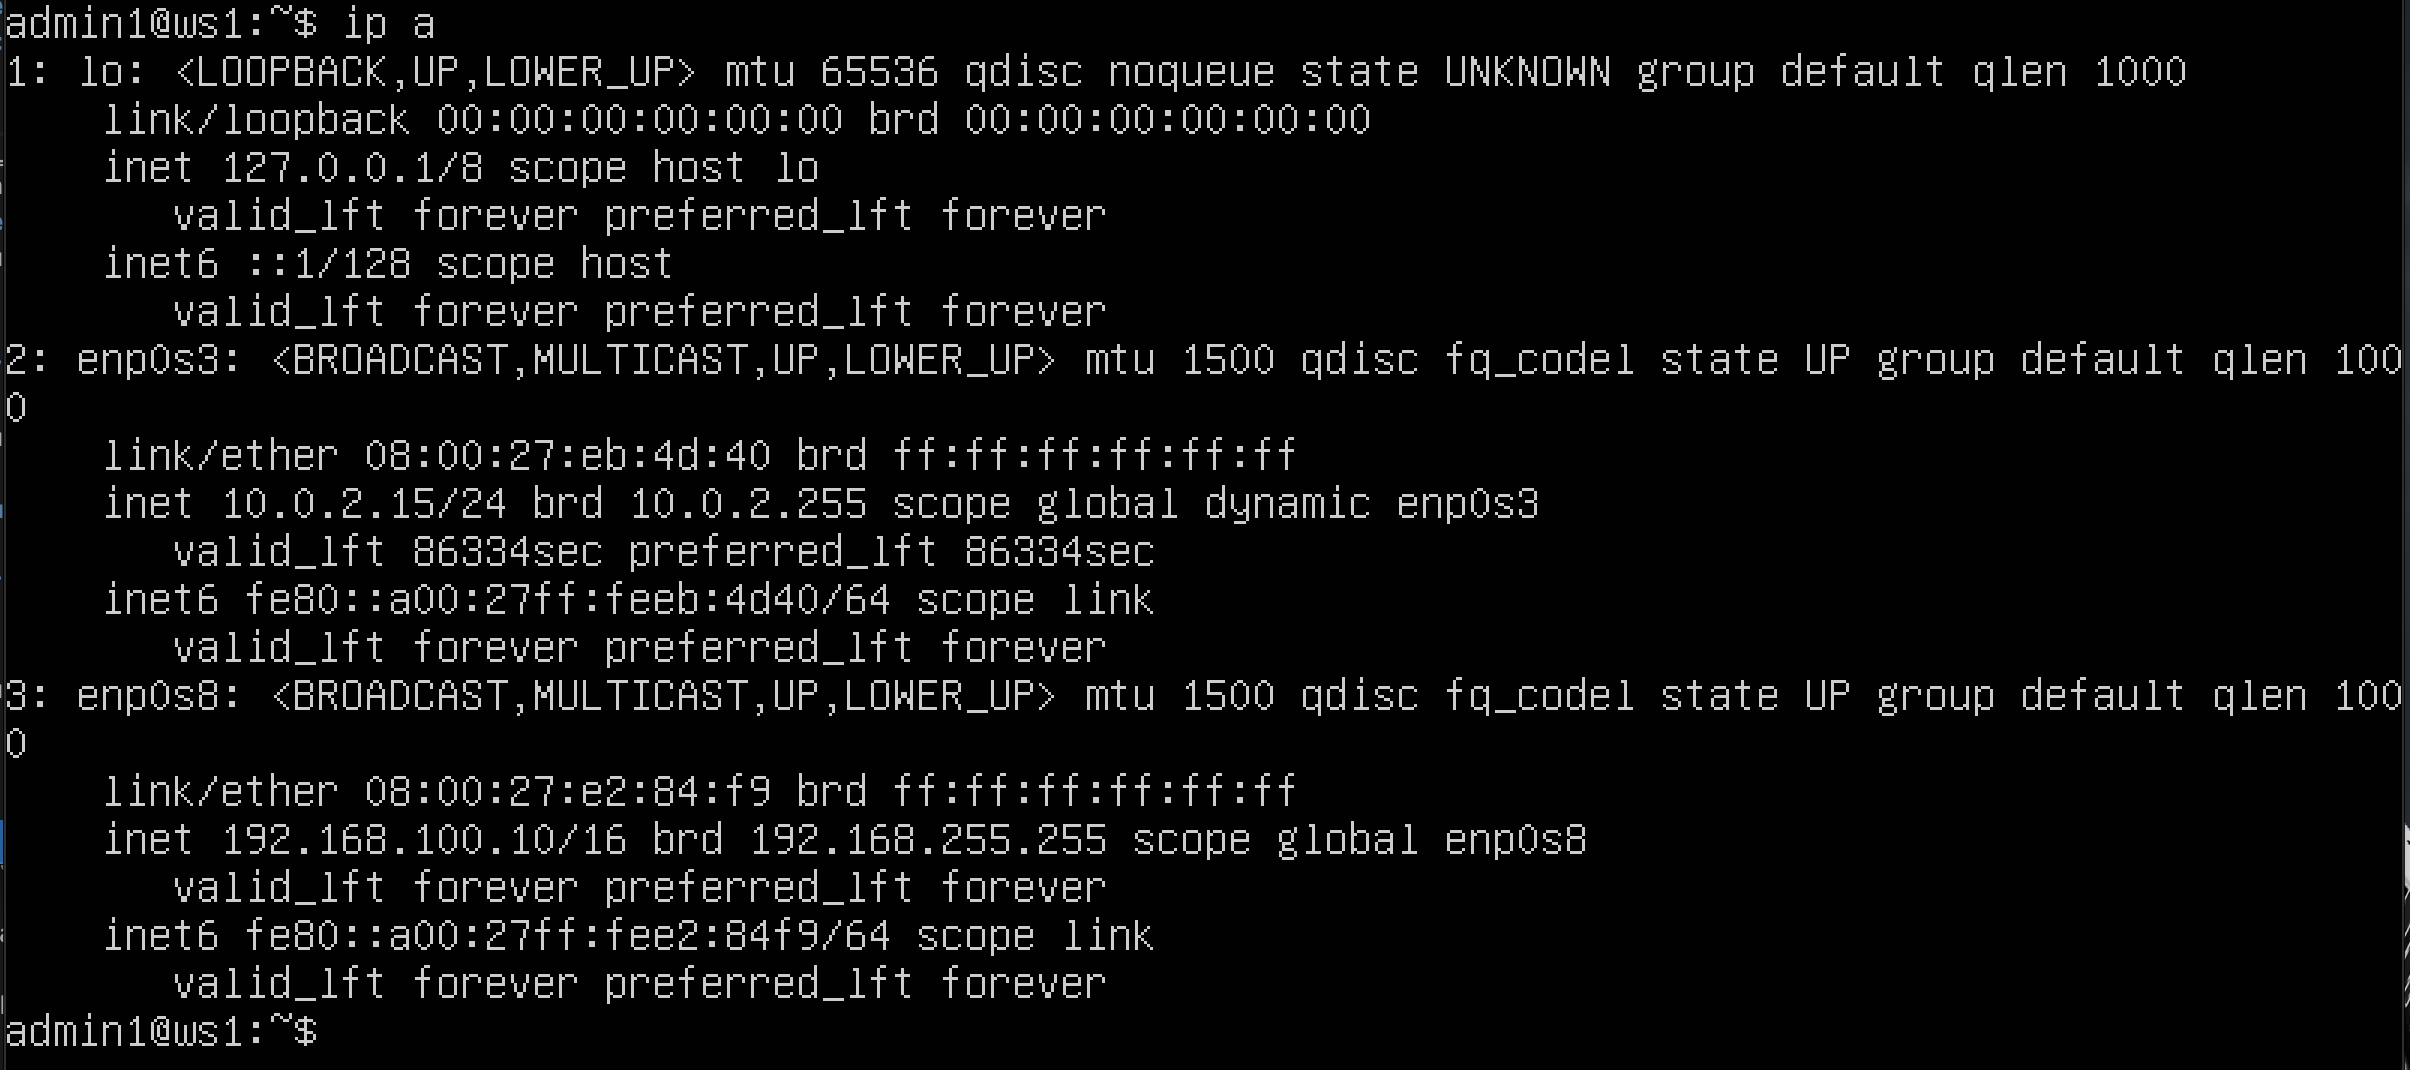 admin1@ws1:~$ ip a
1: lo: <LOOPBACK,UP,LOWER_UP> mtu 65536 qdisc noqueue state UNKNOWN group default qlen 1000
    link/loopback 00:00:00:00:00:00 brd 00:00:00:00:00:00
    inet 127.0.0.1/8 scope host lo
       valid_lft forever preferred_lft forever
    inet6 ::1/128 scope host
       valid_lft forever preferred_lft forever
2: enp0s3: <BROADCAST,MULTICAST,UP,LOWER_UP> mtu 1500 qdisc fq_codel state UP group default qlen 100
0
    link/ether 08:00:27:eb:4d:40 brd ff:ff:ff:ff:ff:ff
    inet 10.0.2.15/24 brd 10.0.2.255 scope global dynamic enp0s3
       valid_lft 86334sec preferred_lft 86334sec
    inet6 fe80::a00:27ff:feeb:4d40/64 scope link
       valid_lft forever preferred_lft forever
3: enp0s8: <BROADCAST,MULTICAST,UP,LOWER_UP> mtu 1500 qdisc fq_codel state UP group default qlen 100
0
    link/ether 08:00:27:e2:84:f9 brd ff:ff:ff:ff:ff:ff
    inet 192.168.100.10/16 brd 192.168.255.255 scope global enp0s8
       valid_lft forever preferred_lft forever
    inet6 fe80::a00:27ff:fee2:84f9/64 scope link
       valid_lft forever preferred_lft forever
admin1@ws1:~$